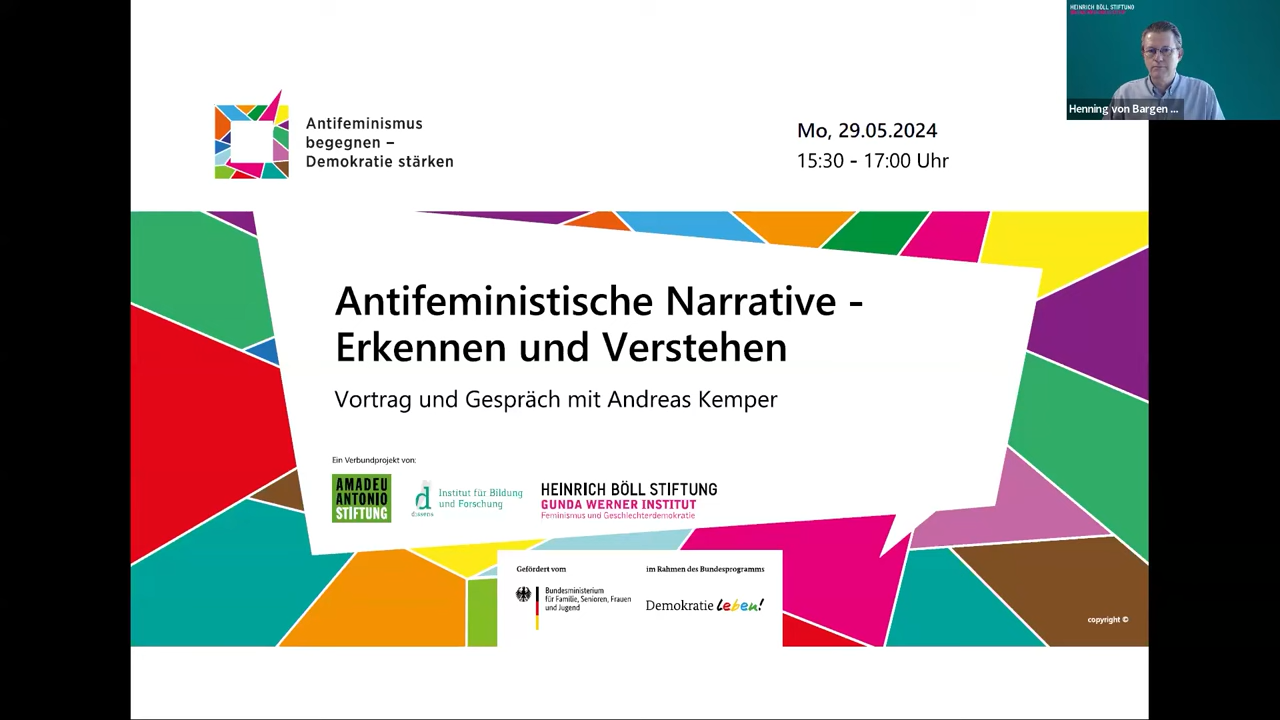 HEINRICH BÖLL STIFTUNG
Henning von Bargen ...
Antifeminismus
begegnen –
Demokratie stärken
Mo, 29.05.2024
15:30 - 17:00 Uhr
Antifeministische Narrative -
Erkennen und Verstehen
Vortrag und Gespräch mit Andreas Kemper
Ein Verbundprojekt von:
AMADEU
ANTONIO
STIFTUNG
d
Dissens
Institut für Bildung
und Forschung
HEINRICH BÖLL STIFTUNG
GUNDA WERNER INSTITUT
Feminismus und Geschlechterdemokratie
Gefördert vom
Bundesministerium
für Familie, Senioren, Frauen
und Jugend
im Rahmen des Bundesprogramms
Demokratie leben!
copyright ©